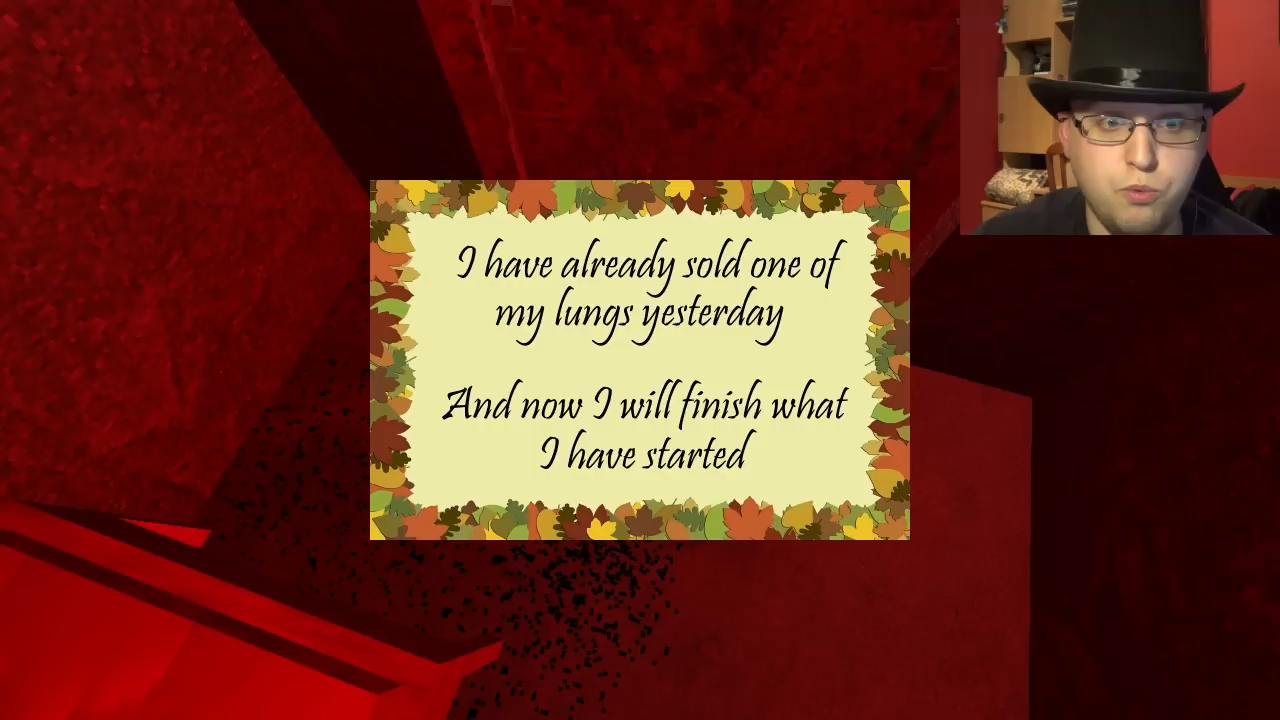 I have already sold one of
my lungs yesterday
And now I will finish what
I have started